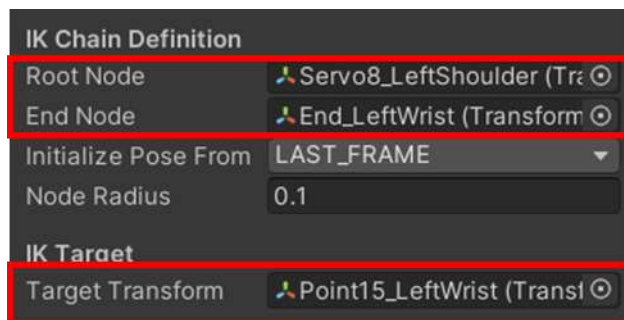 IK Chain Definition
Root Node Servo8_LeftShoulder (Tra
End Node End_LeftWrist (Transform
Initialize Pose From LAST_FRAME
Node Radius 0.1
IK Target
Target Transform Point15_LeftWrist (Transf